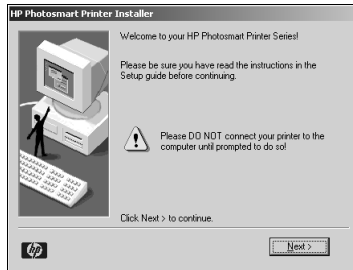 HP Photosmart Printer Installer
Welcome to your HP Photosmart Printer Series!
Please be sure you have read the instructions in the
Setup guide before continuing.
Please DO NOT connect your printer to the
computer until prompted to do so!
Click Next > to continue.
hp
Next >